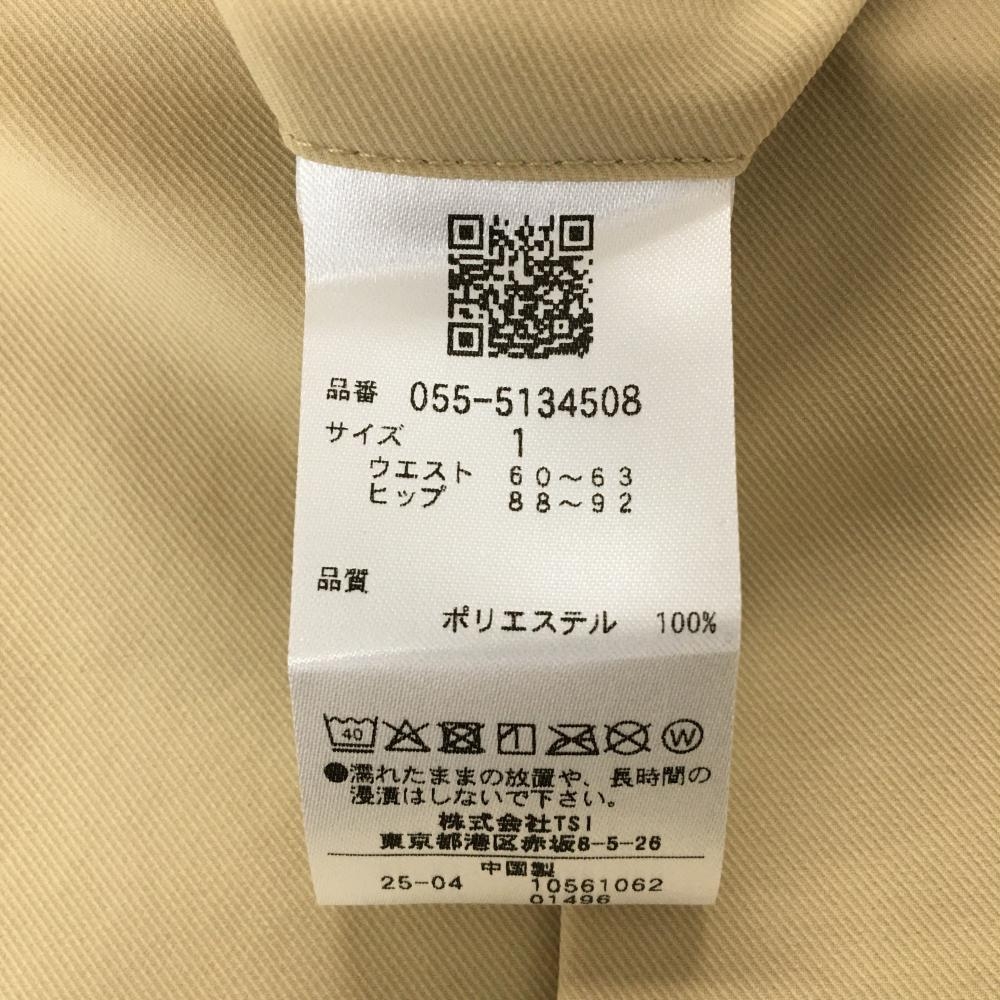 品番 055-5134508
サイズ 1
ウエスト 60～63
ヒップ 88～92
品質
ポリエステル 100%
40 W
●濡れたままの放置や、長時間の
浸漬はしないで下さい。
株式会社TSI
東京都港区赤坂8-5-26
中国製
25-04 10561062
01496